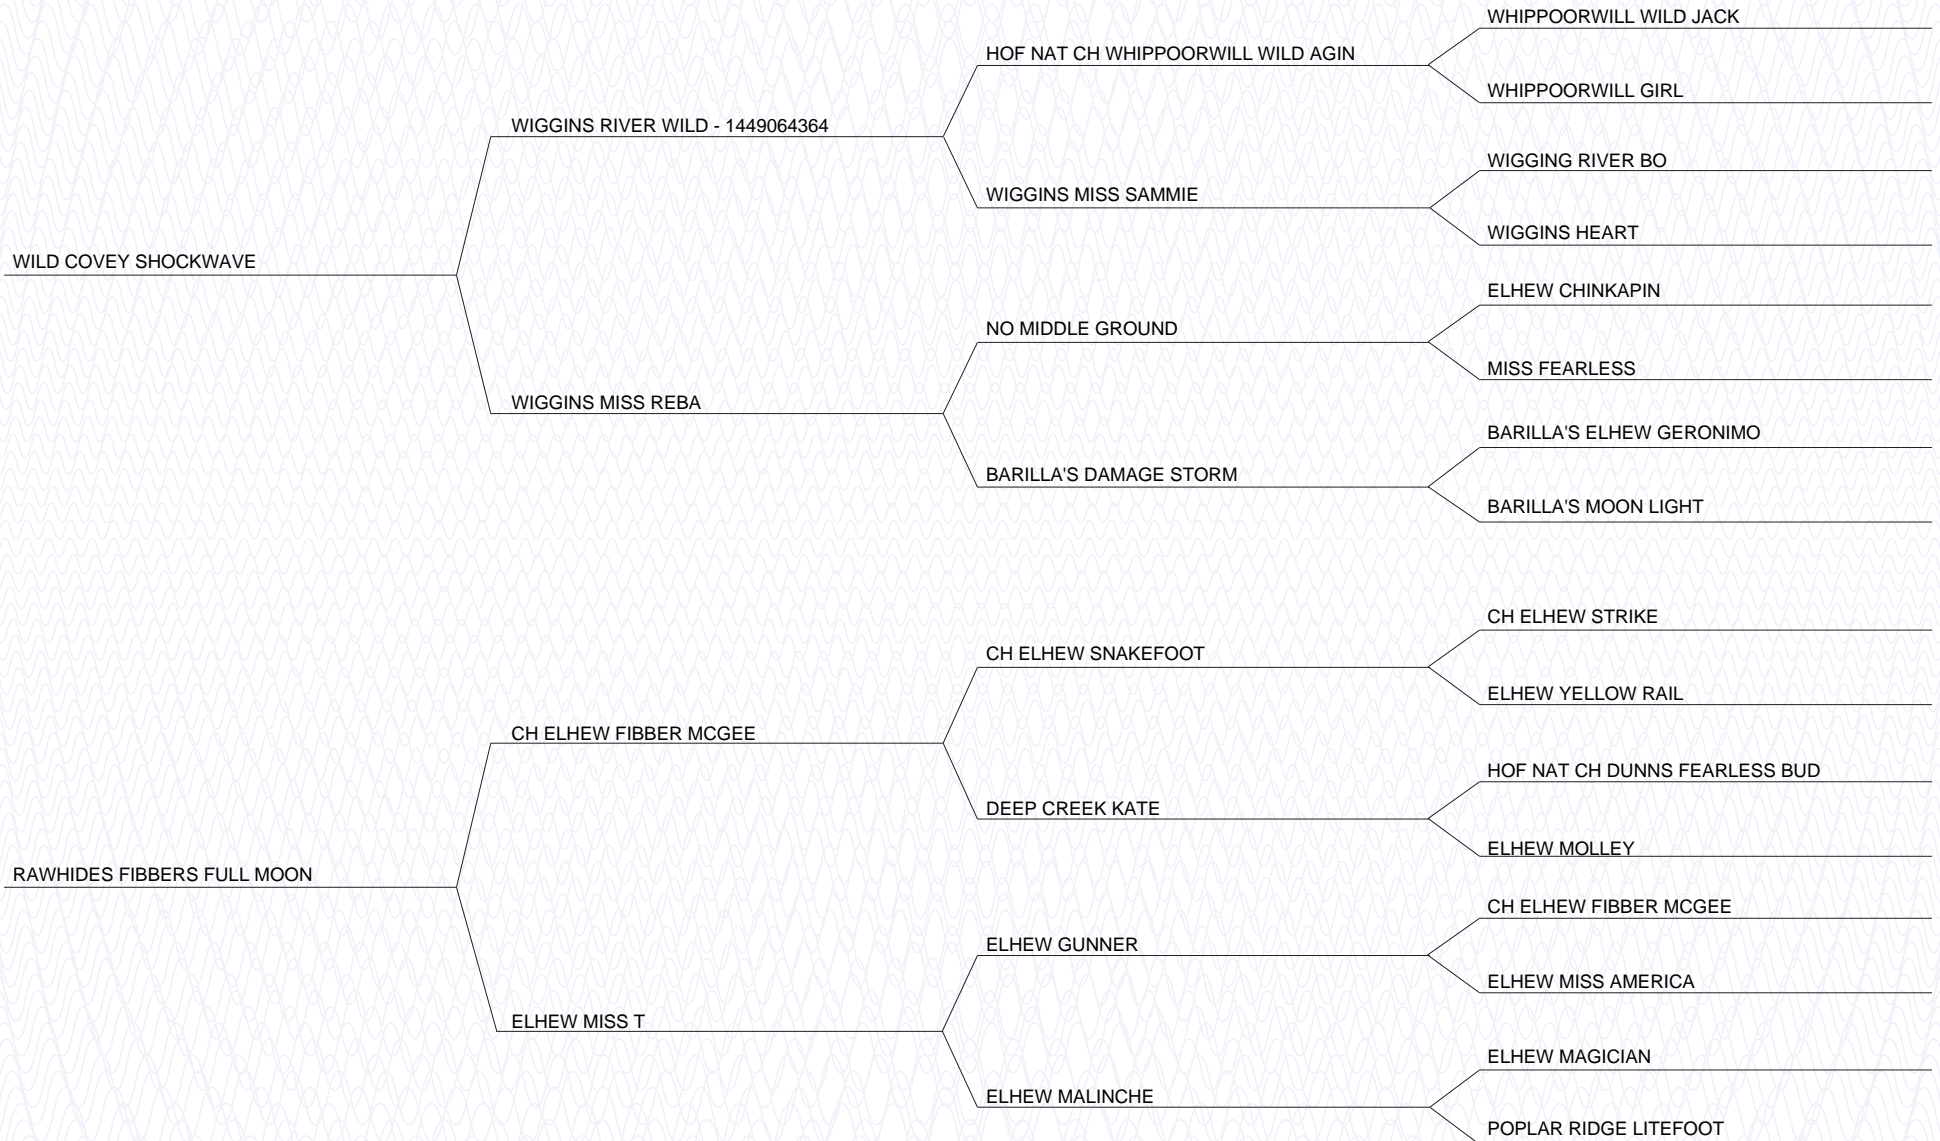 WHIPPOORWILL WILD JACK
HOF NAT CH WHIPPOORWILL WILD AGIN
WHIPPOORWILL GIRL
WIGGINS RIVER WILD - 1449064364
WIGGING RIVER BO
WIGGINS MISS SAMMIE
WIGGINS HEART
WILD COVEY SHOCKWAVE
ELHEW CHINKAPIN
NO MIDDLE GROUND
MISS FEARLESS
WIGGINS MISS REBA
BARILLA'S ELHEW GERONIMO
BARILLA'S DAMAGE STORM
BARILLA'S MOON LIGHT
CH ELHEW STRIKE
CH ELHEW SNAKEFOOT
ELHEW YELLOW RAIL
CH ELHEW FIBBER MCGEE
HOF NAT CH DUNNS FEARLESS BUD
DEEP CREEK KATE
ELHEW MOLLEY
RAWHIDES FIBBERS FULL MOON
CH ELHEW FIBBER MCGEE
ELHEW GUNNER
ELHEW MISS AMERICA
ELHEW MISS T
ELHEW MAGICIAN
ELHEW MALINCHE
POPLAR RIDGE LITEFOOT